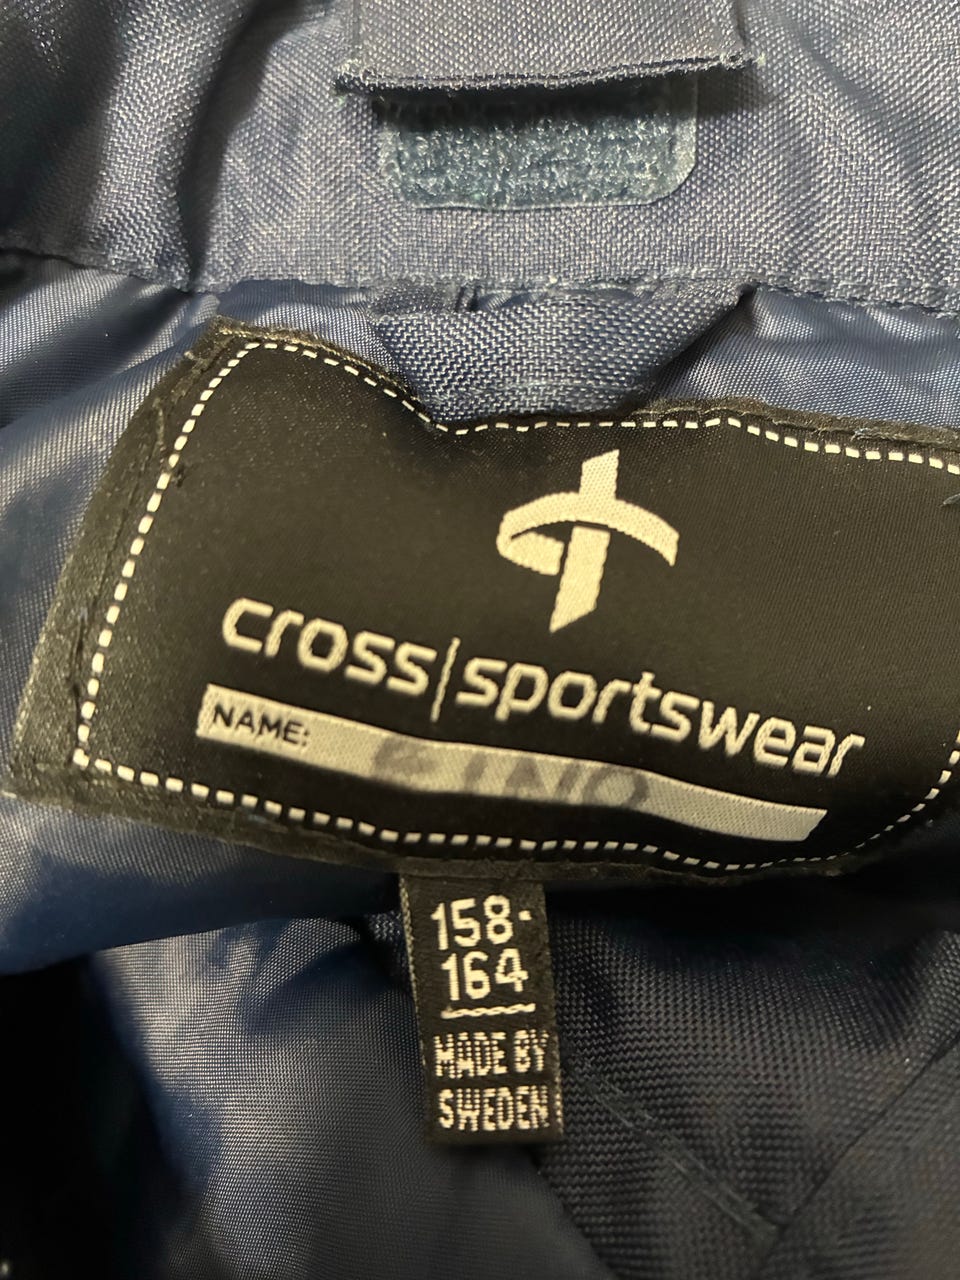 cross|sportswear
NAME:
158-
164
MADE BY
SWEDEN